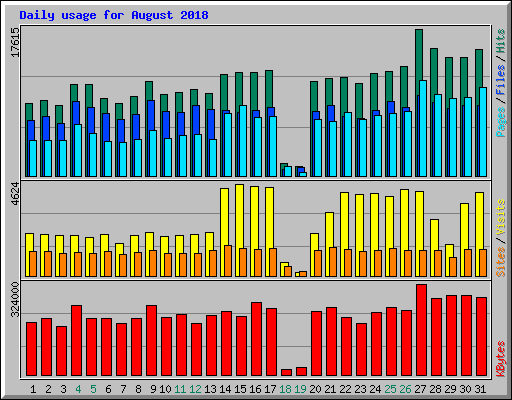 Daily usage for August 2018
17615
Pages / Files / Hits
4624
Sites / Visits
324000
KBytes
1 2 3 4 5 6 7 8 9 10 11 12 13 14 15 16 17 18 19 20 21 22 23 24 25 26 27 28 29 30 31